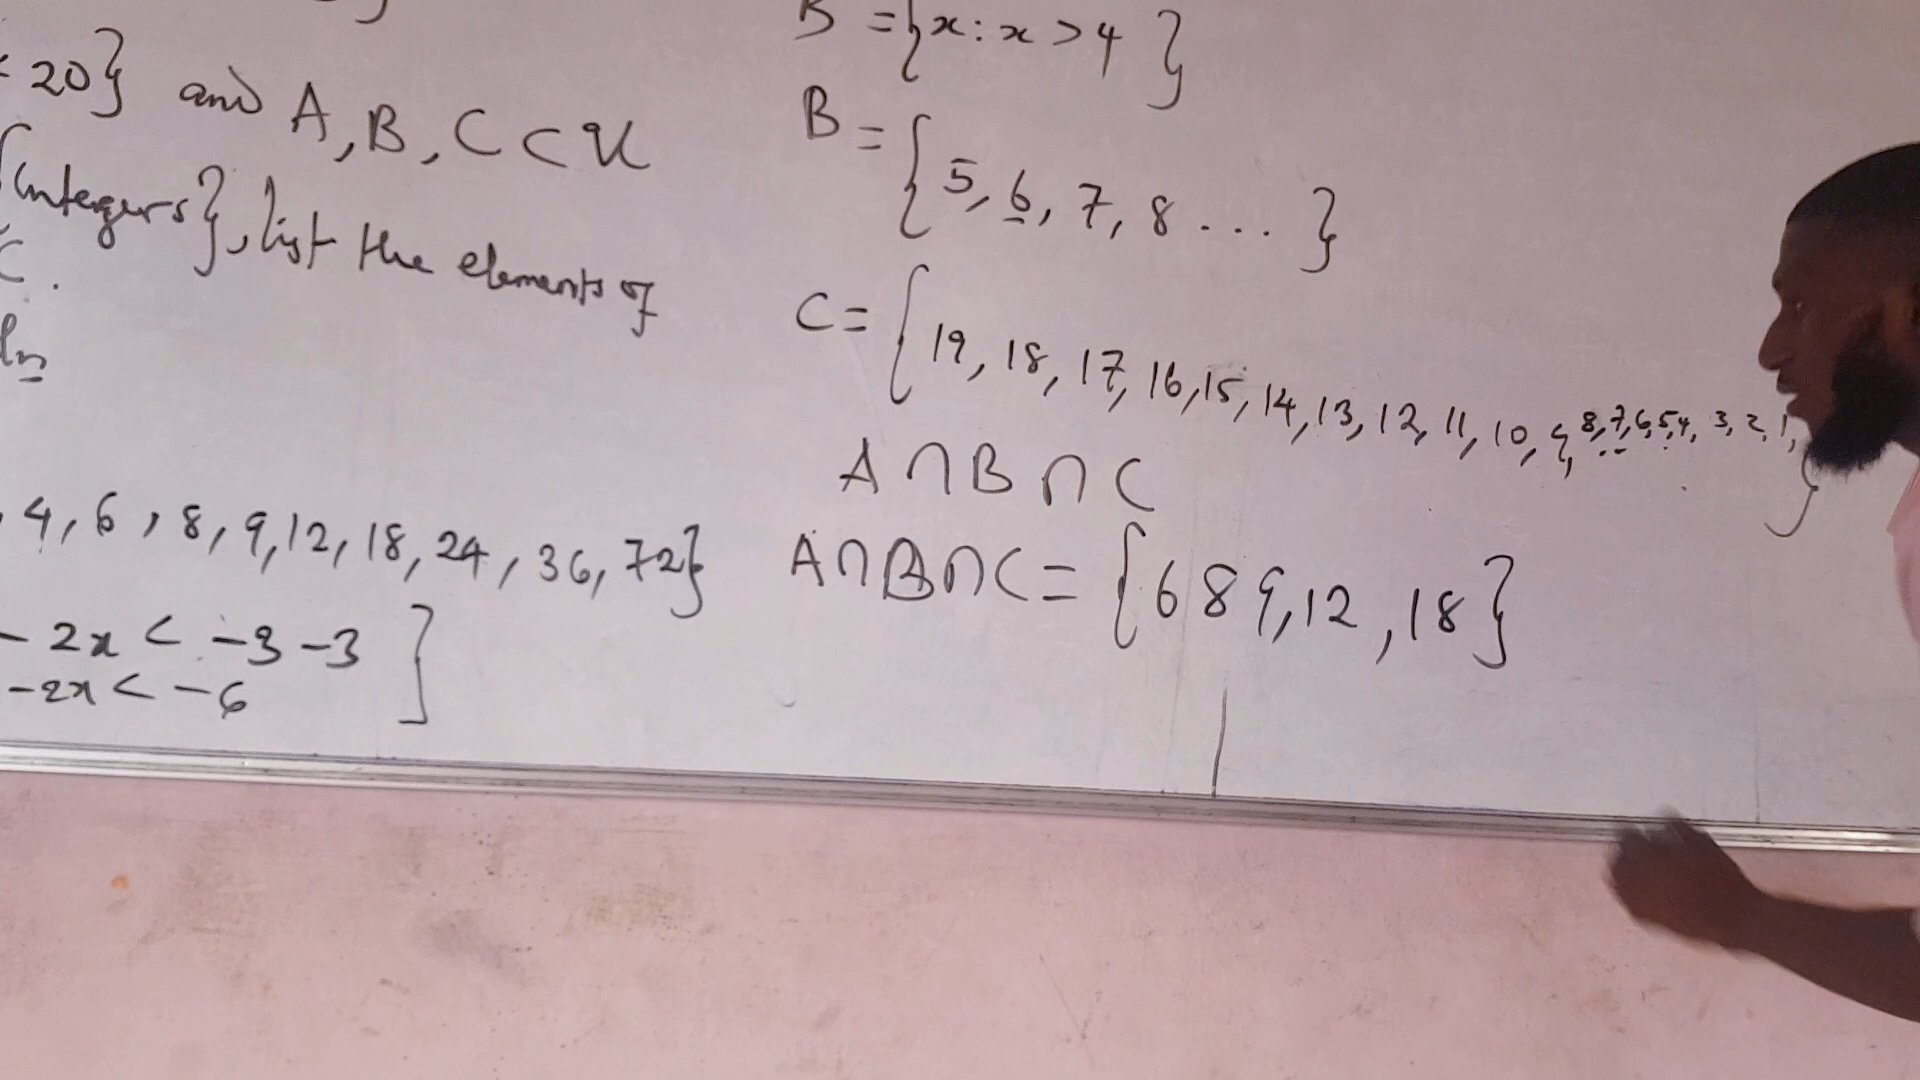 < 20} and A, B, C ⊂ U
{integers}, list the elements of
C.
ln
4, 6, 8, 9, 12, 18, 24, 36, 72}
- 2x < -3 -3 ]
-2x < -6
B = {x: x > 4 }
B = {5, 6, 7, 8 .... }
C = {19, 18, 17, 16, 15, 14, 13, 12, 11, 10, 9, 8, 7, 6, 5, 4, 3, 2, 1, }
A ∩ B ∩ C
A ∩ B ∩ C = {6 8 9, 12, 18}